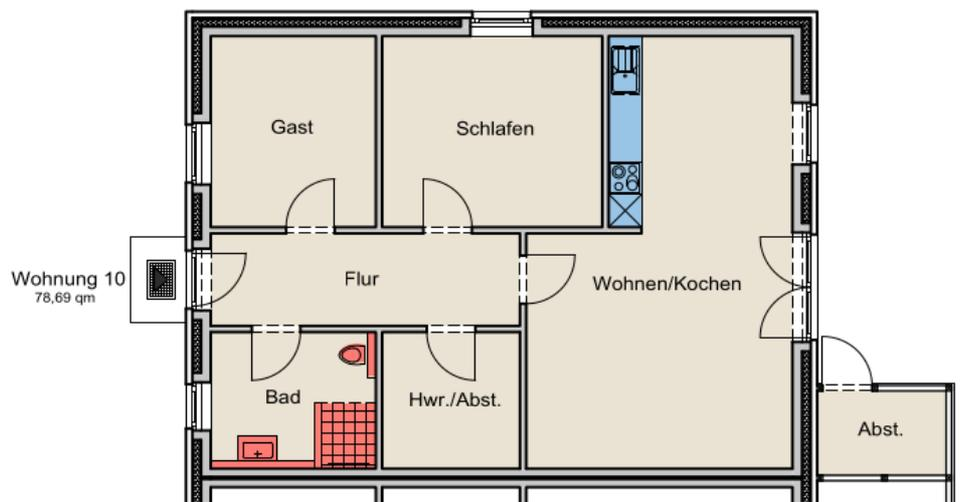 Gast
Schlafen
Wohnung 10
78,69 qm
Flur
Wohnen/Kochen
Bad
Hwr./Abst.
Abst.